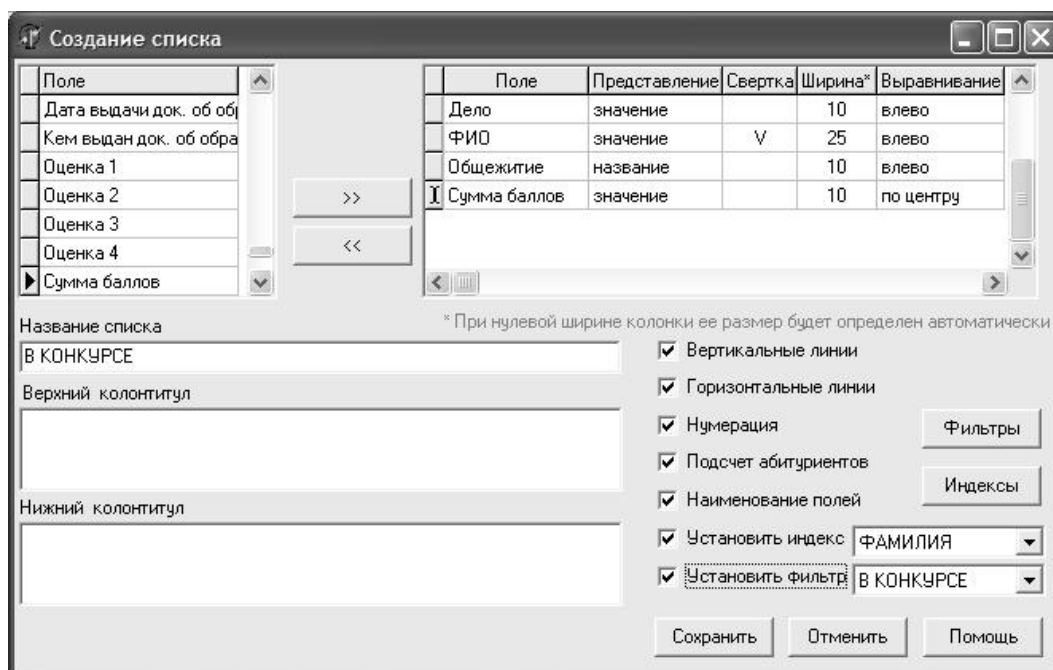 Создание списка
Поле
Дата выдачи док. об об
Кем выдан док. об обра
Оценка 1
Оценка 2
Оценка 3
Оценка 4
Сумма баллов
>>
<<
Поле Представление Свертка Ширина* Выравнивание
Дело значение 10 влево
ФИО значение V 25 влево
Общежитие название 10 влево
Сумма баллов значение 10 по центру
* При нулевой ширине колонки ее размер будет определен автоматически
Название списка
В КОНКУРСЕ
Верхний колонтитул
Нижний колонтитул
Вертикальные линии
Горизонтальные линии
Нумерация
Подсчет абитуриентов
Наименование полей
Установить индекс ФАМИЛИЯ
Установить фильтр В КОНКУРСЕ
Фильтры
Индексы
Сохранить Отменить Помощь